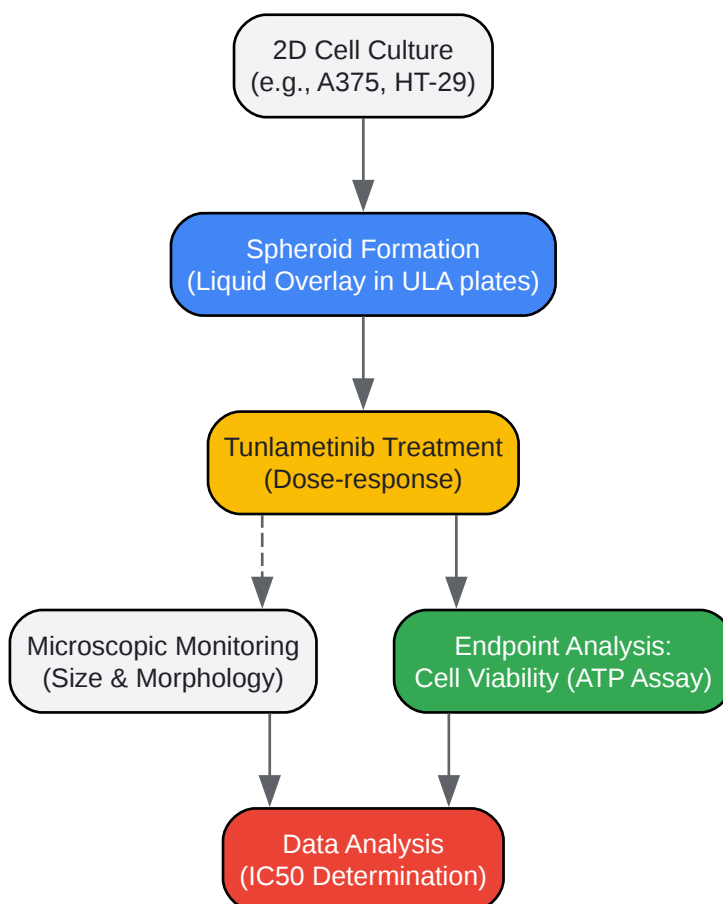 2D Cell Culture
(e.g., A375, HT-29)
Spheroid Formation
(Liquid Overlay in ULA plates)
Tunlametinib Treatment
(Dose-response)
Microscopic Monitoring
(Size & Morphology)
Endpoint Analysis:
Cell Viability (ATP Assay)
Data Analysis
(IC50 Determination)